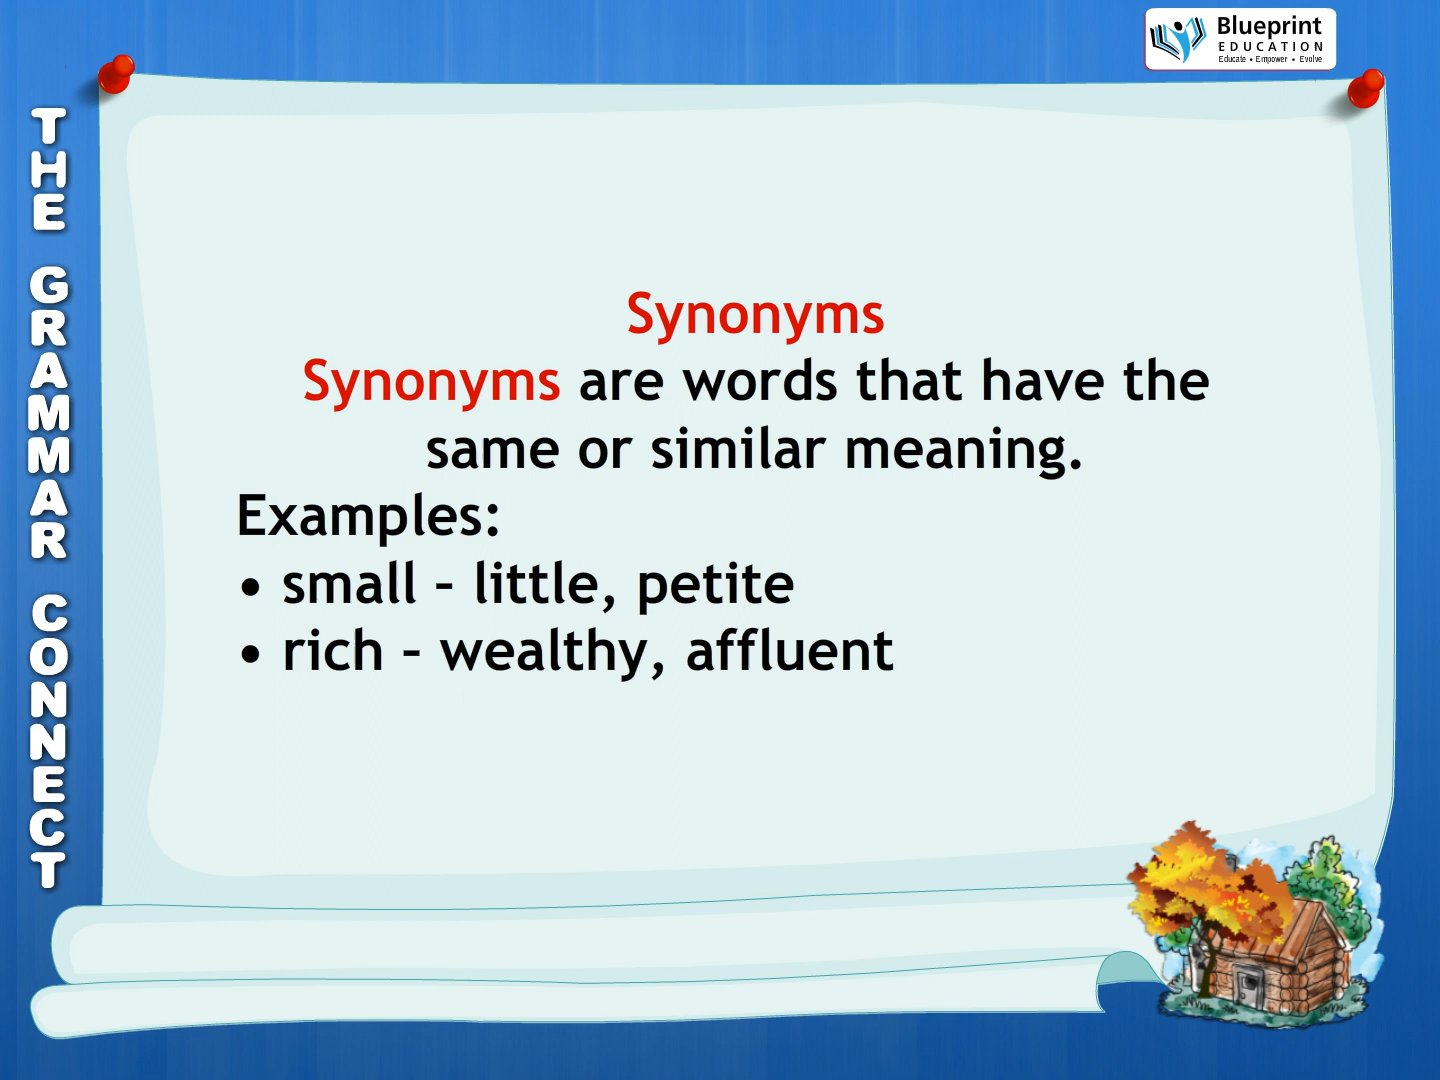 Blueprint
EDUCATION
Educate • Empower • Evolve
THE GRAMMAR CONNECT
Synonyms
Synonyms are words that have the
same or similar meaning.
Examples:
• small – little, petite
• rich – wealthy, affluent